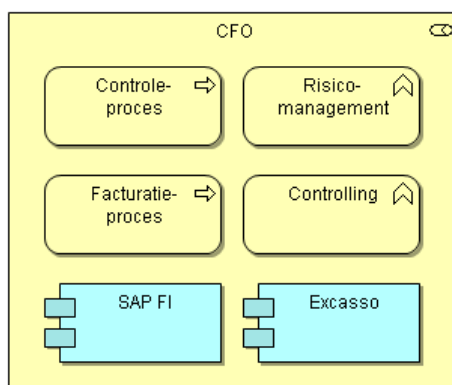 CFO
Controle-
proces
Risico-
management
Facturatie-
proces
Controlling
SAP FI
Excasso